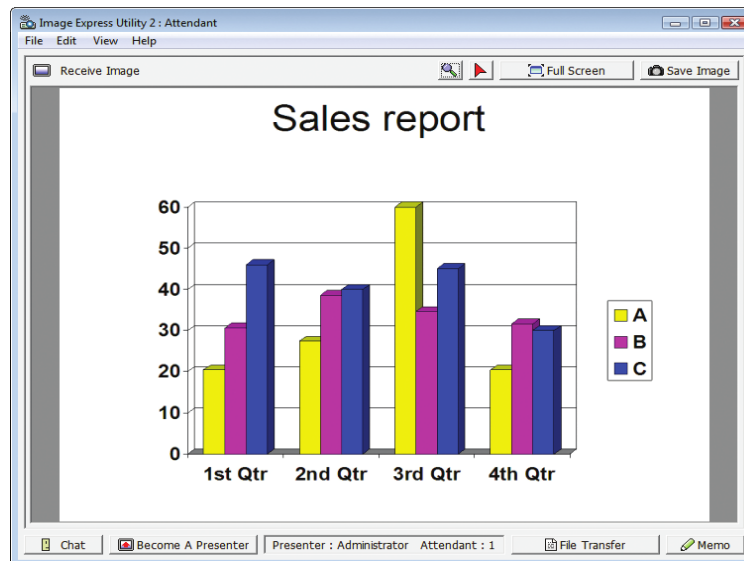 Image Express Utility 2 : Attendant
File Edit View Help
Receive Image
Full Screen
Save Image
Sales report
60
50
40
30
20
10
0
1st Qtr 2nd Qtr 3rd Qtr 4th Qtr
A
B
C
Chat
Become A Presenter
Presenter : Administrator Attendant : 1
File Transfer
Memo